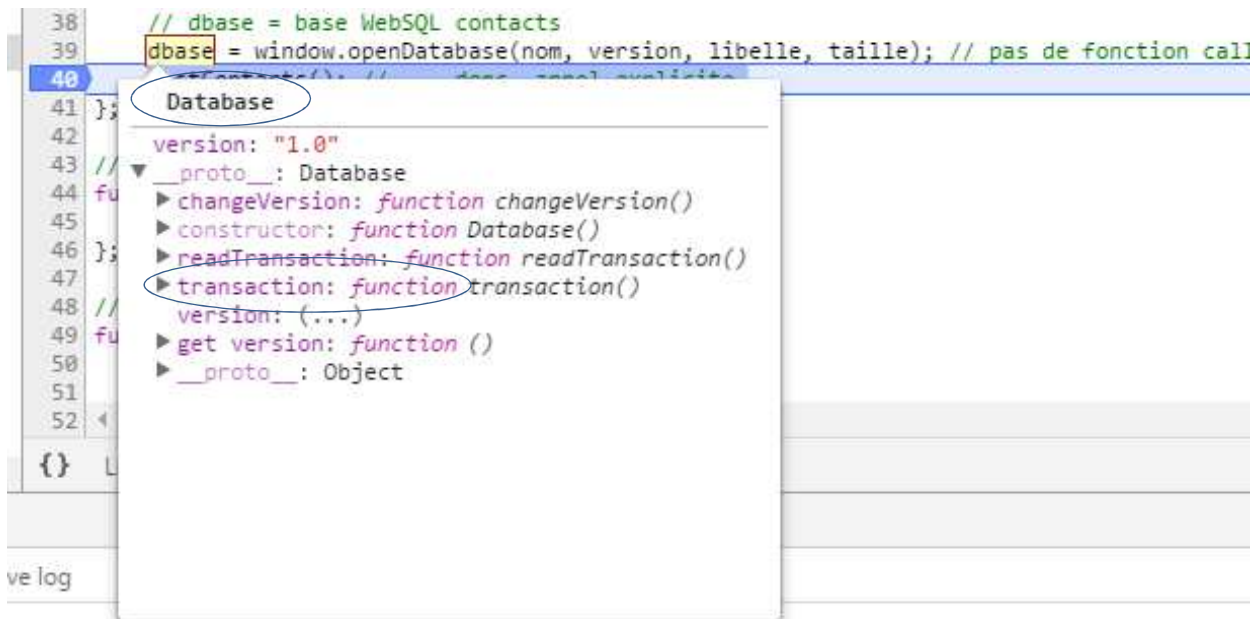 38 // dbase = base WebSQL contacts
39 dbase = window.openDatabase(nom, version, libelle, taille); // pas de fonction call
40
41 };
42
43 //
44 fu
45
46 };
47
48 //
49 fu
50
51
52
Database
version: "1.0"
▼ __proto__: Database
▶ changeVersion: function changeVersion()
▶ constructor: function Database()
▶ readTransaction: function readTransaction()
▶ transaction: function transaction()
version: (...)
▶ get version: function ()
▶ __proto__: Object
{} L
ve log